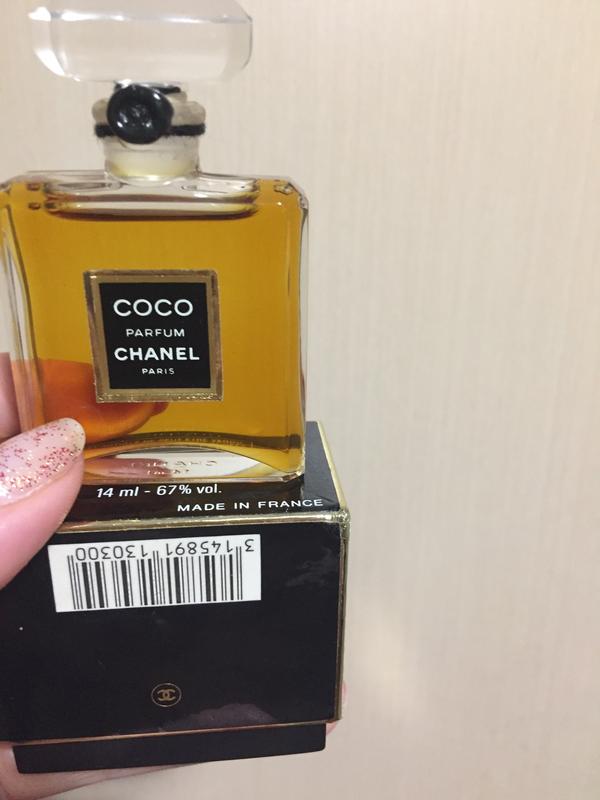 COCO
PARFUM
CHANEL
PARIS
14 ml - 67% vol.
MADE IN FRANCE
3 145891 130300